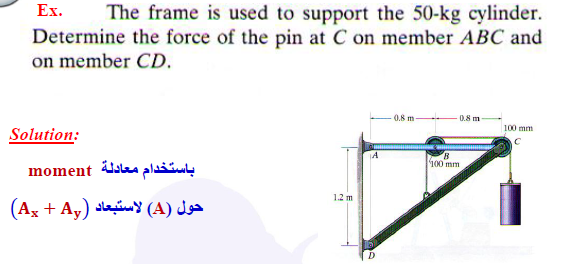 Ex. The frame is used to support the 50-kg cylinder.
Determine the force of the pin at C on member ABC and
on member CD.
Solution:
باستخدام معادلة moment
حول (A) لاستبعاد (Ax + Ay)
0.8 m 0.8 m
100 mm
C
A B
100 mm
1.2 m
D